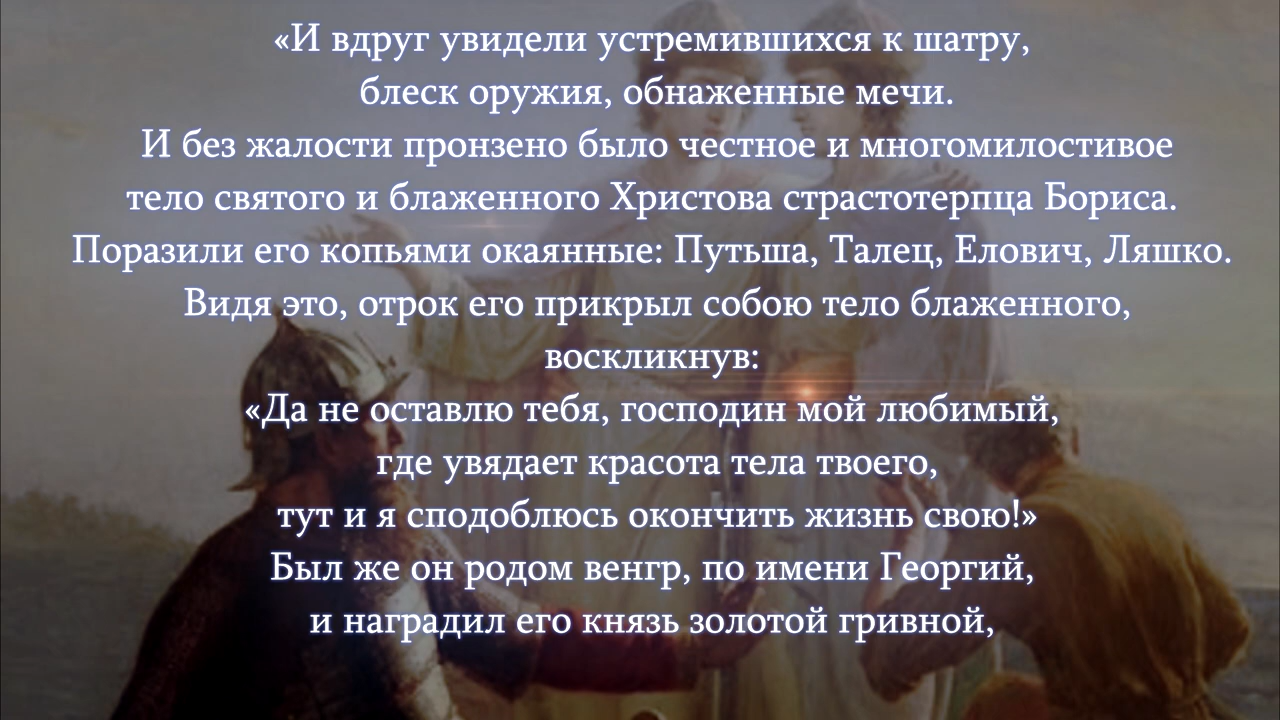 «И вдруг увидели устремившихся к шатру,
блеск оружия, обнаженные мечи.
И без жалости пронзено было честное и многомилостивое
тело святого и блаженного Христова страстотерпца Бориса.
Поразили его копьями окаянные: Путьша, Талец, Елович, Ляшко.
Видя это, отрок его прикрыл собою тело блаженного,
воскликнув:
«Да не оставлю тебя, господин мой любимый,
где увядает красота тела твоего,
тут и я сподоблюсь окончить жизнь свою!»
Был же он родом венгр, по имени Георгий,
и наградил его князь золотой гривной,